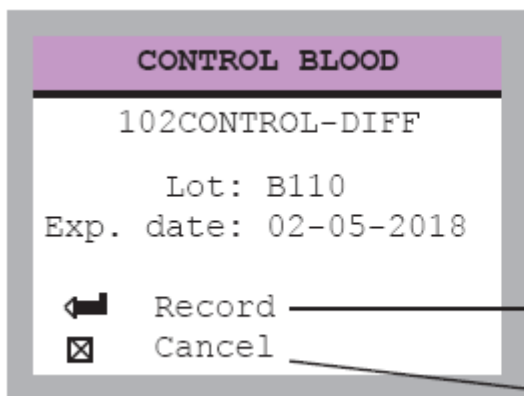 CONTROL BLOOD
102CONTROL-DIFF
Lot: B110
Exp. date: 02-05-2018
Record
Cancel